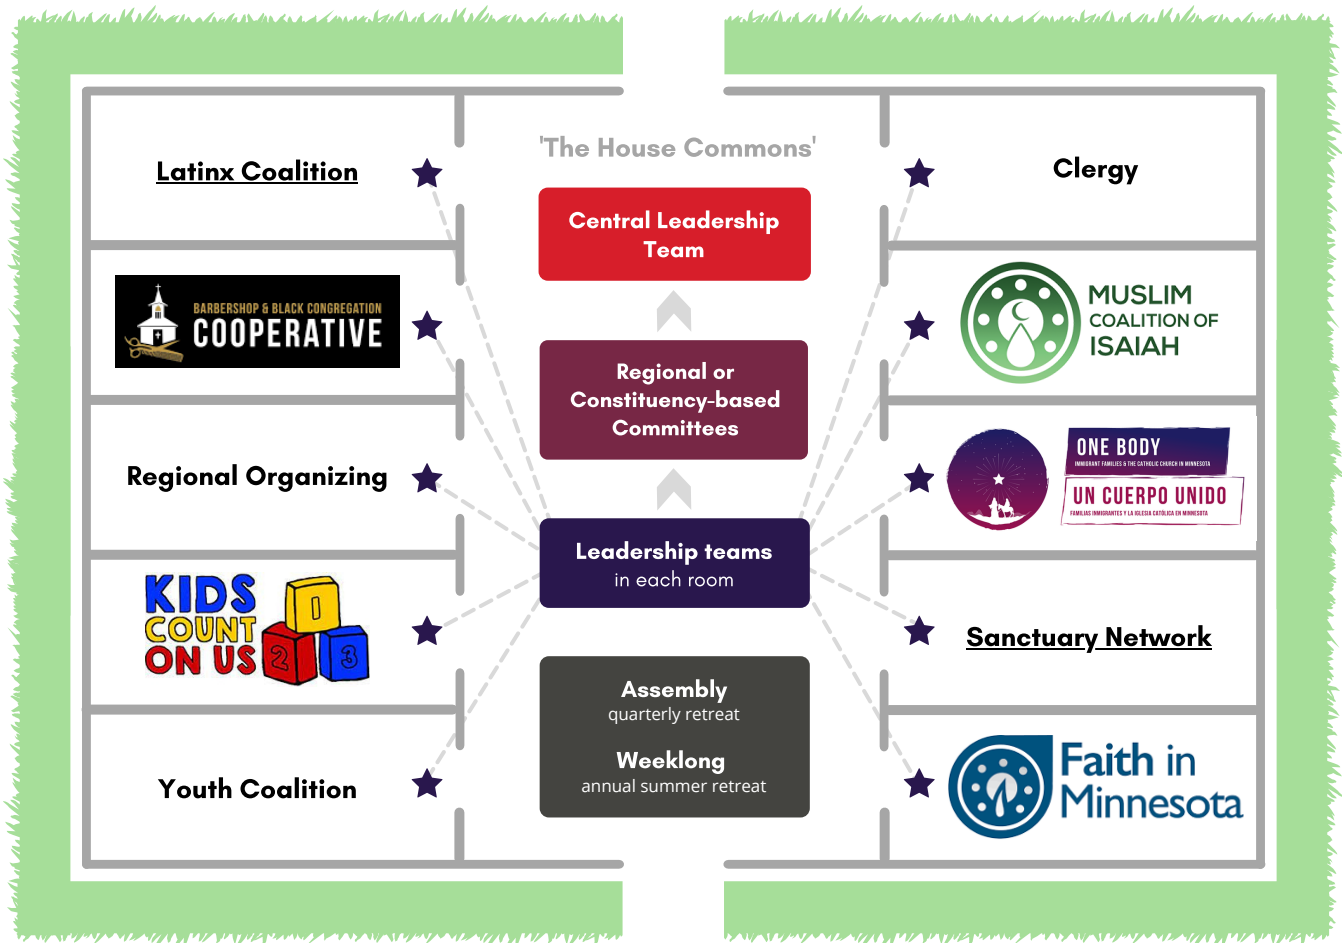 'The House Commons'
Latinx Coalition
BARBERSHOP & BLACK CONGREGATION
COOPERATIVE
Regional Organizing
KIDS
COUNT
ON US
1
2
3
Youth Coalition
Central Leadership
Team
Regional or
Constituency-based
Committees
Leadership teams
in each room
Assembly
quarterly retreat
Weeklong
annual summer retreat
Clergy
MUSLIM
COALITION OF
ISAIAH
ONE BODY
IMMIGRANT FAMILIES & THE CATHOLIC CHURCH IN MINNESOTA
UN CUERPO UNIDO
FAMILIAS IMMIGRANTES Y LA IGLESIA CATÓLICA EN MINNESOTA
Sanctuary Network
Faith in
Minnesota